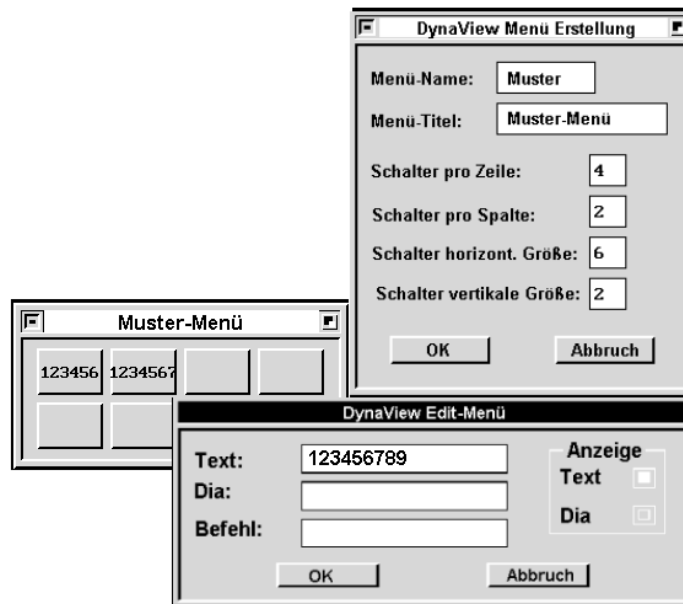 DynaView Menü Erstellung
Menü-Name: Muster
Menü-Titel: Muster-Menü
Schalter pro Zeile: 4
Schalter pro Spalte: 2
Schalter horizont. Größe: 6
Schalter vertikale Größe: 2
OK Abbruch
Muster-Menü
123456 1234567
DynaView Edit-Menü
Text: 123456789
Dia:
Befehl:
Anzeige
Text
Dia
OK Abbruch